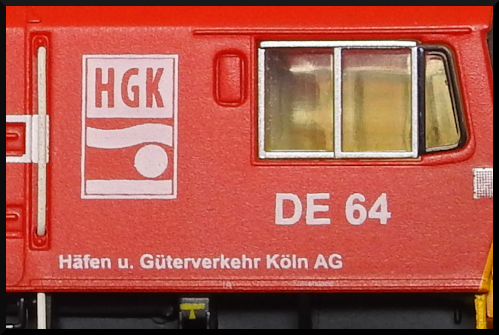 HGK
DE 64
Häfen u. Güterverkehr Köln AG